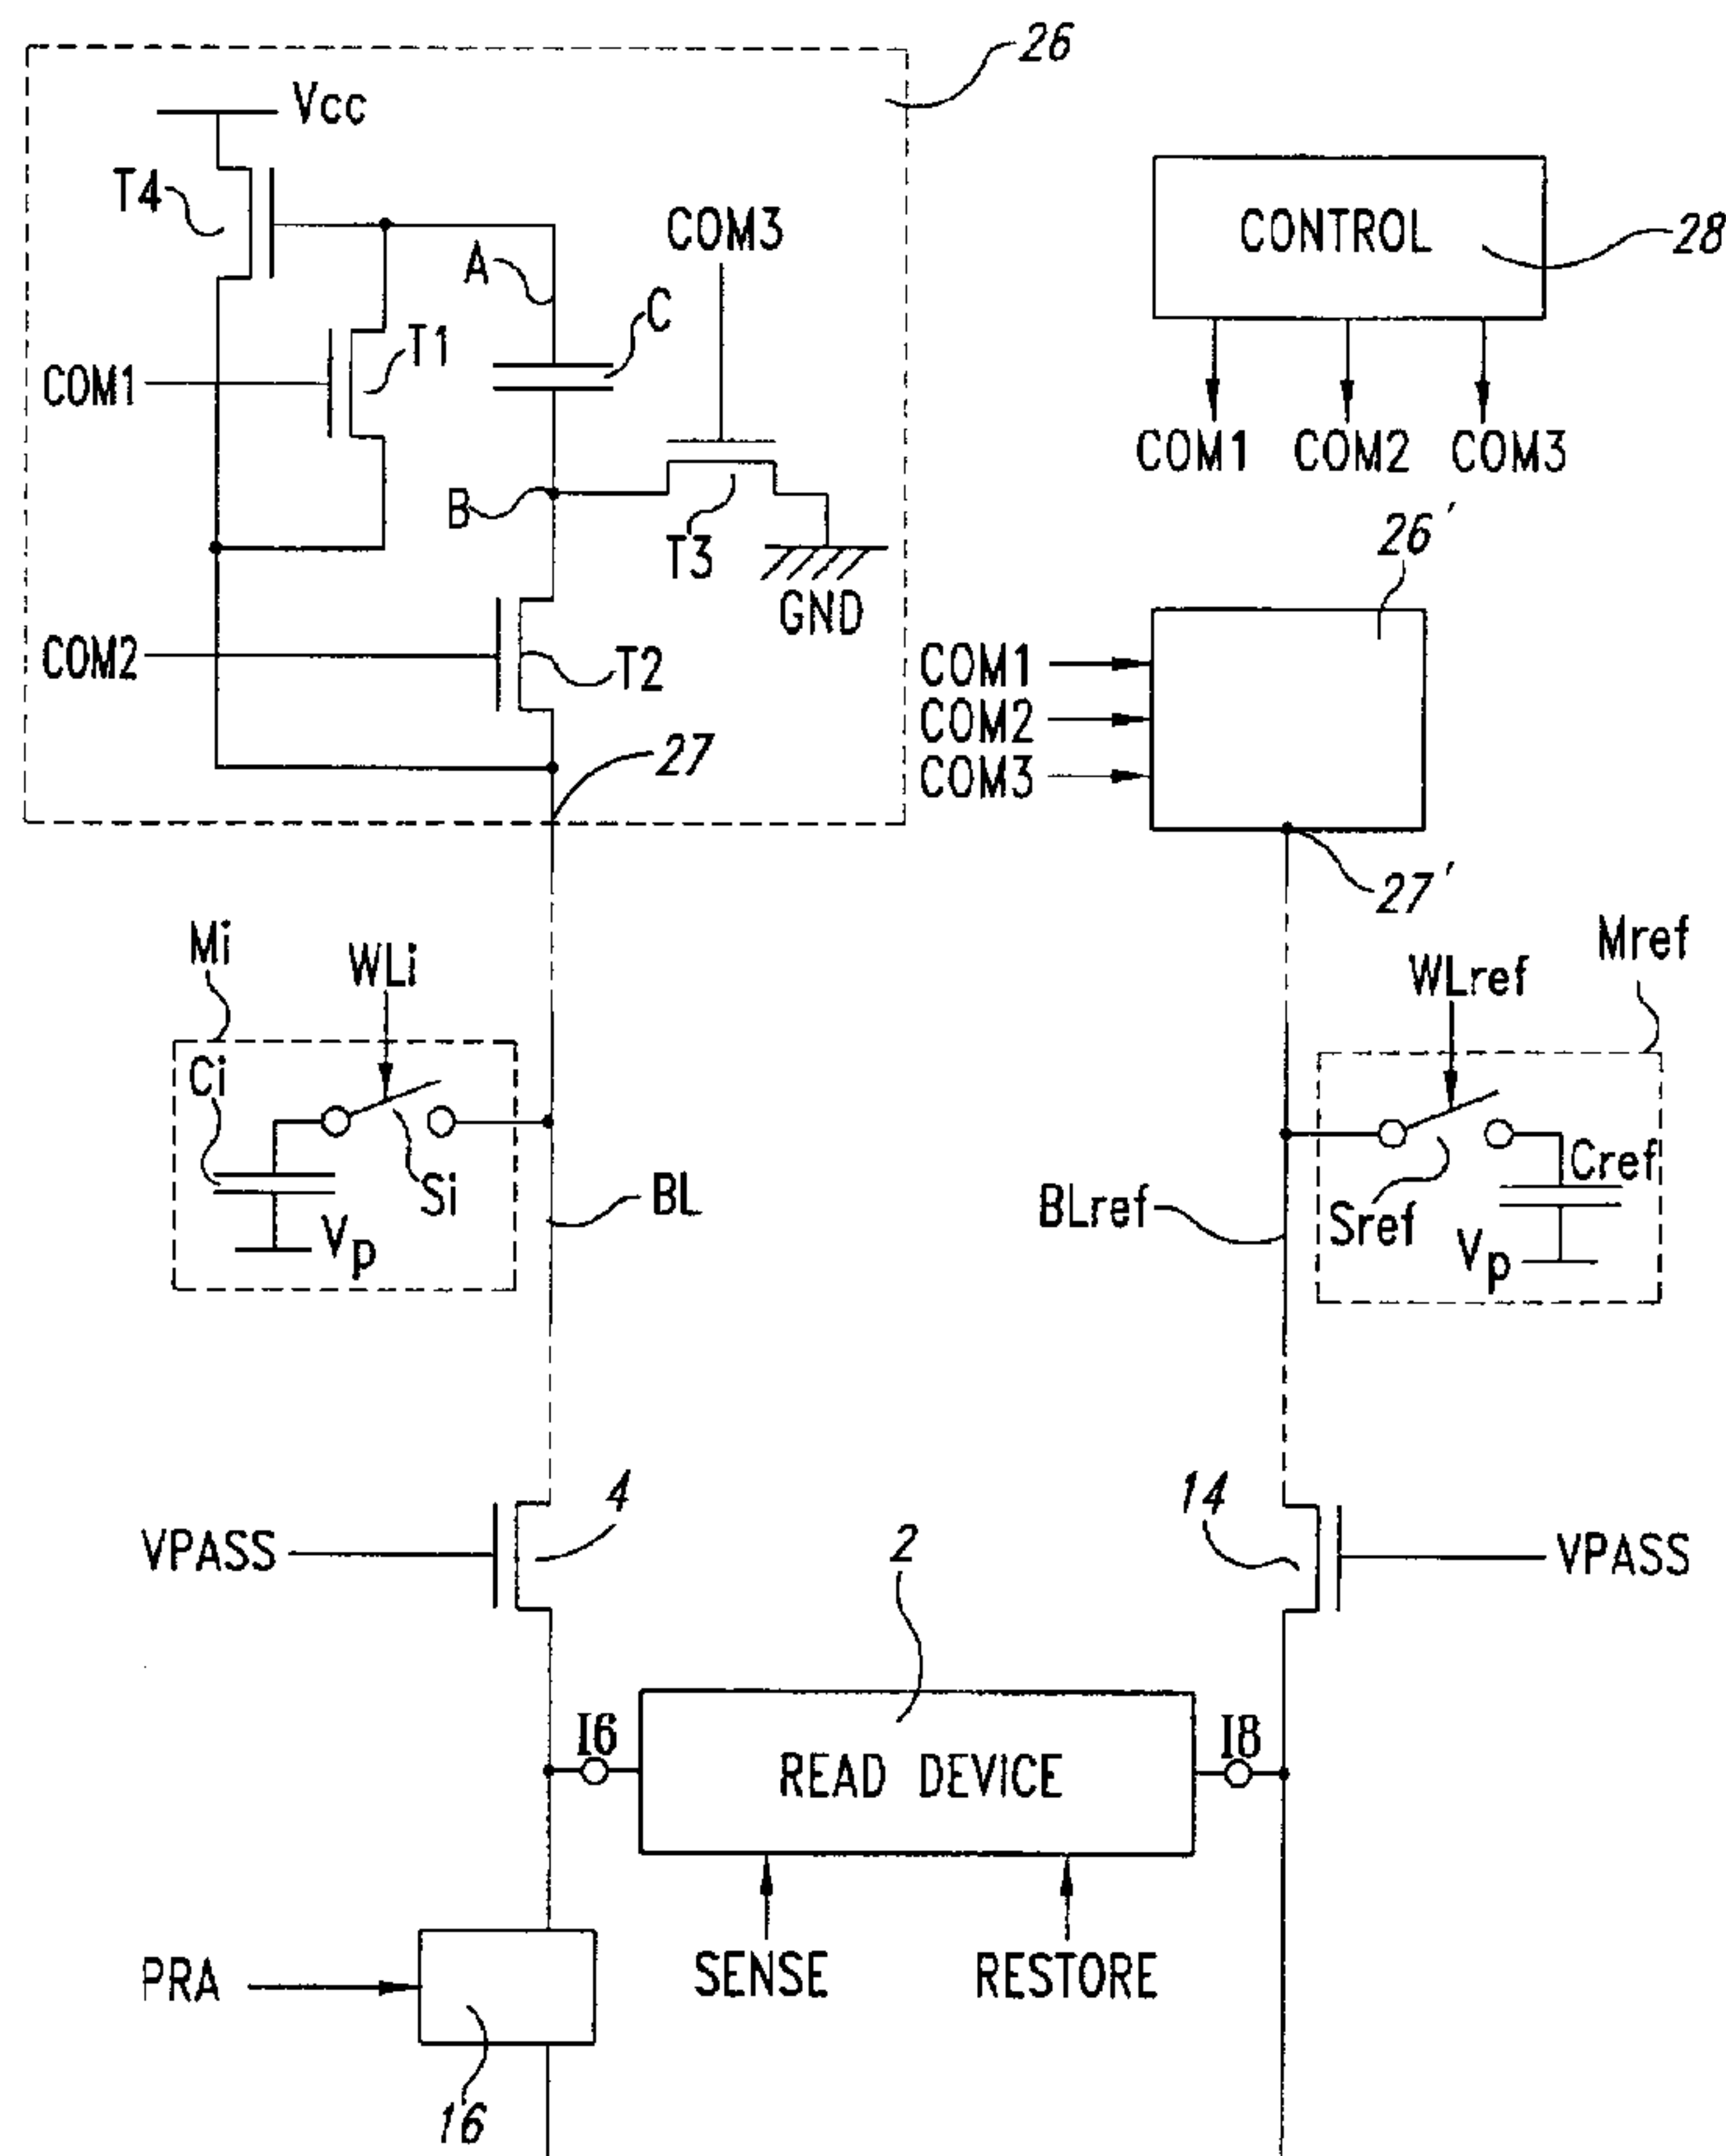 26
Vcc
T4
COM3
CONTROL
28
A
C
T1
COM1
COM1 COM2 COM3
B
T3
26'
GND
COM2
T2
COM1
COM2
COM3
27
27'
Mi
WLi
Mref
WLref
Ci
Si
Vp
BL
BLref
Sref
Cref
Vp
4
14
VPASS
VPASS
2
I6
I8
READ DEVICE
SENSE
RESTORE
PRA
16